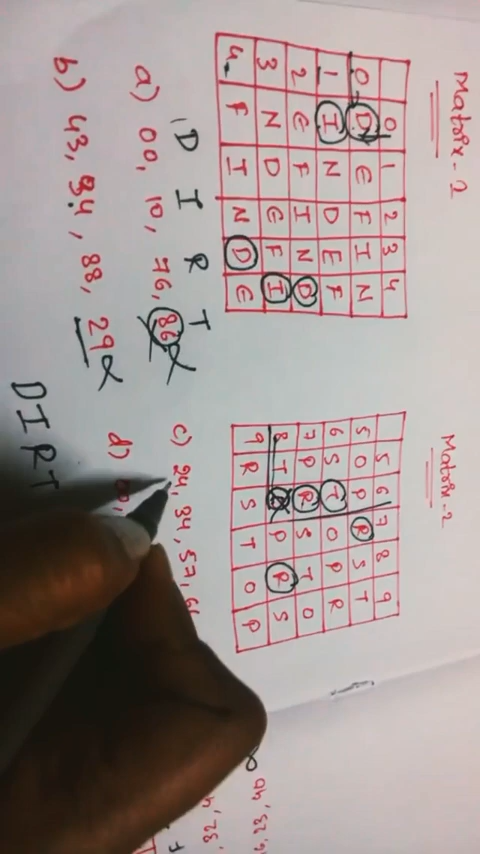 Matrix-2
0 1 2 3 4
0 D E F I N
1 I N D E F
2 E F I N D
3 N D E F I
4 F I N D E
Matrix-2
5 6 7 8 9
5 O P R S T
6 S T O P R
7 P R S T O
8 T O P R S
9 R S T O P
D I R T
a) 00, 10, 76, 86
b) 43, 34, 88, 29
c) 24, 34, 57,
d)
DIRT